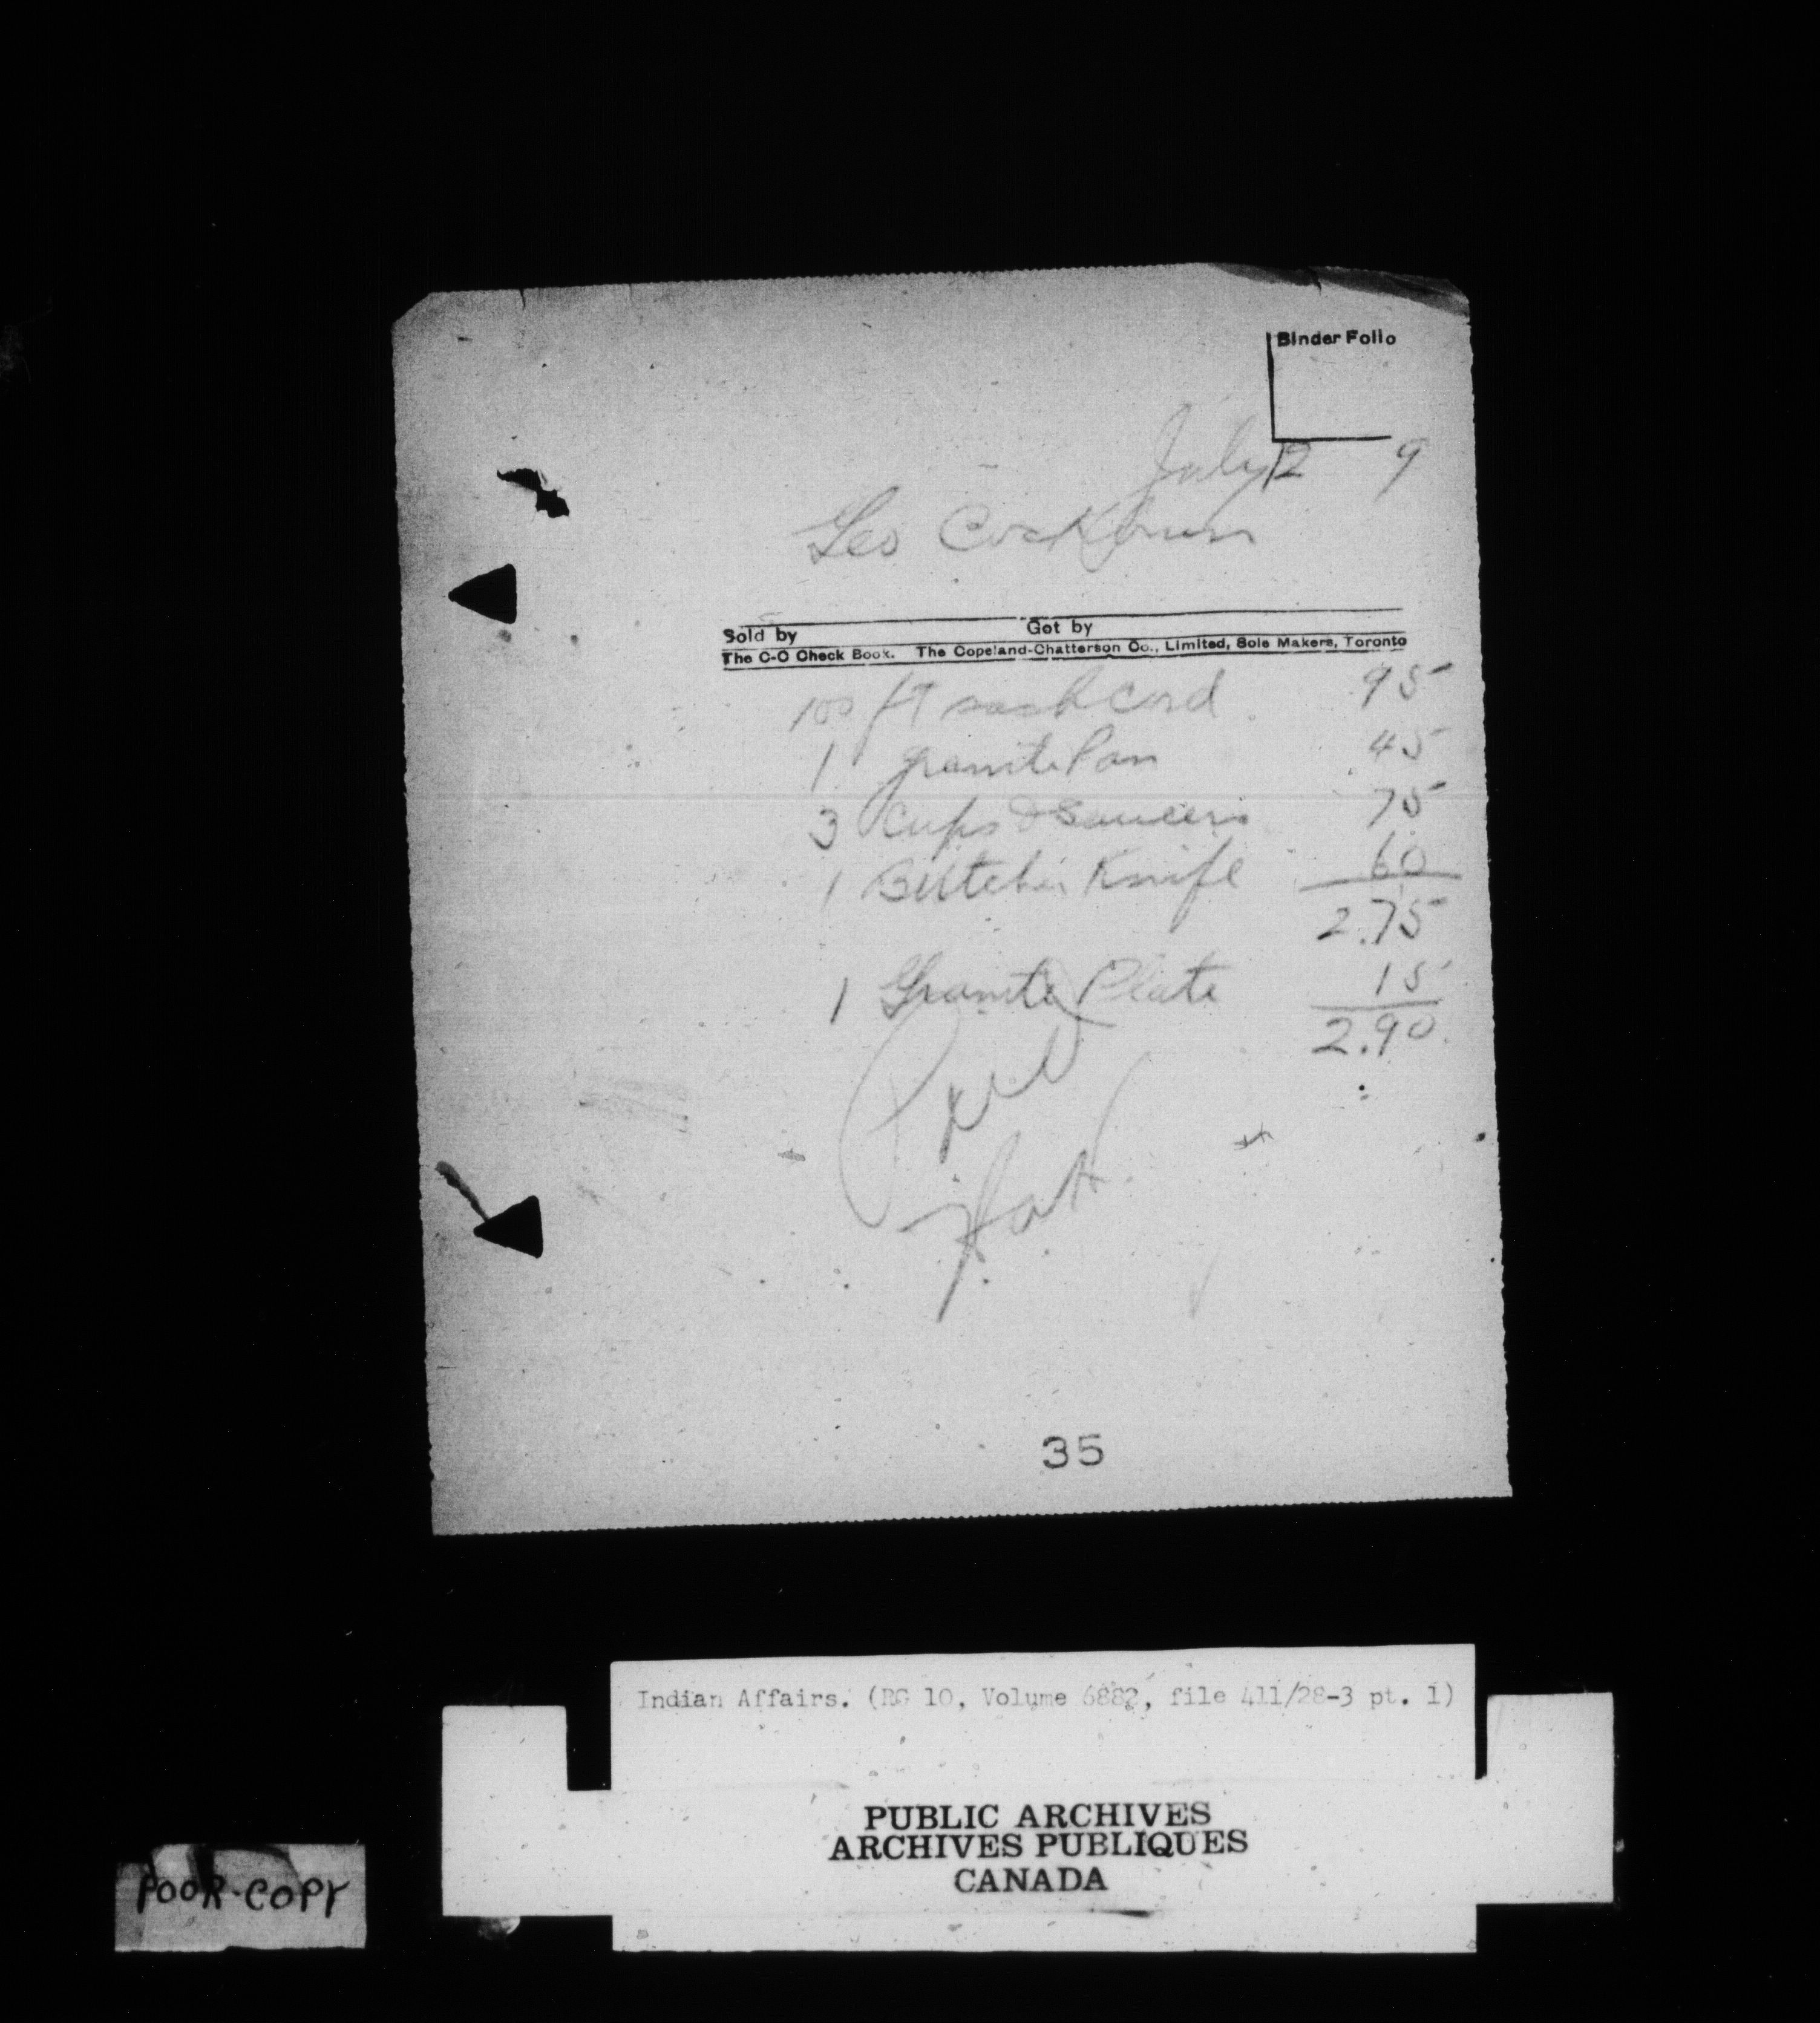 Binder Folio
July 12 9
Geo Cockburn
Sold by Got by
The C-C Check Book. The Copeland-Chatterson Co., Limited, Sole Makers, Toronto
100 ft sash cord 95
1 granite Pan 45
3 Cups & Saucers 75
1 Butcher Knife 60
2.75
1 Granite Plate 15
2.90
Paid
35
Indian Affairs. (RG 10, Volume 6882, file 411/28-3 pt. 1)
PUBLIC ARCHIVES
ARCHIVES PUBLIQUES
CANADA
POOR-COPY